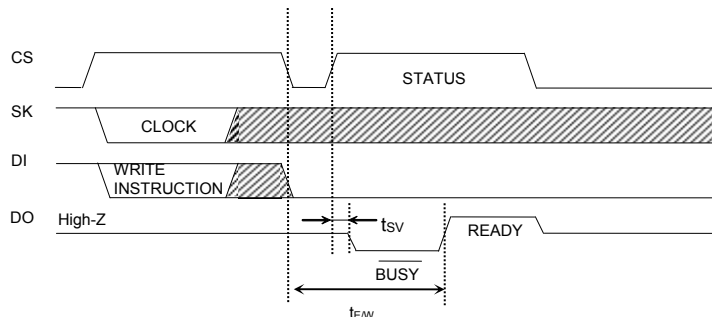 CS
STATUS
SK
CLOCK
DI
WRITE
INSTRUCTION
DO
High-Z
tSV
READY
BUSY
tE/W